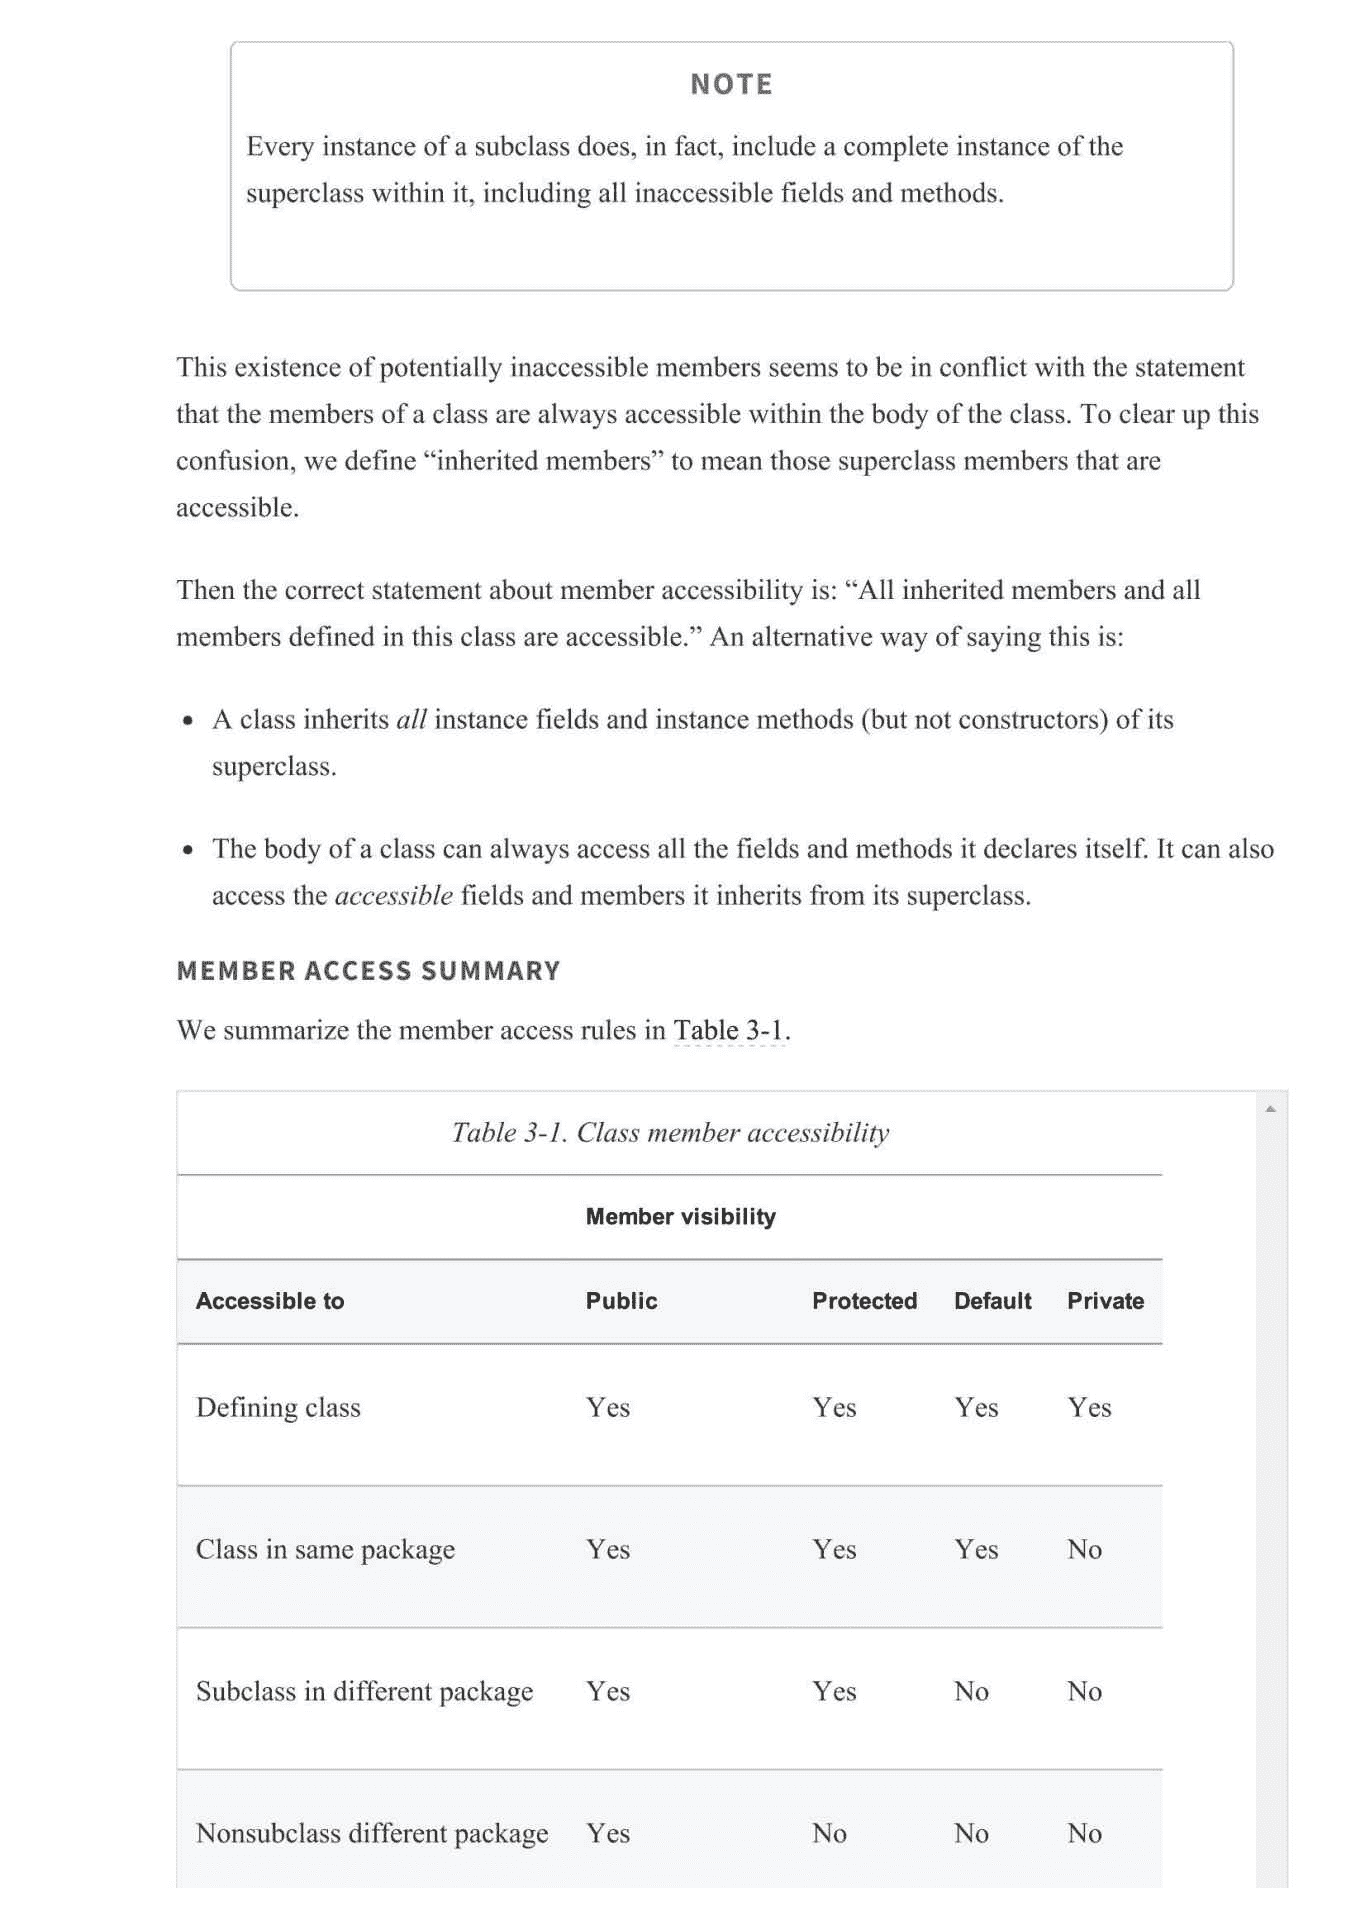 NOTE
Every instance of a subclass does, in fact, include a complete instance of the
superclass within it, including all inaccessible fields and methods.
This existence of potentially inaccessible members seems to be in conflict with the statement
that the members of a class are always accessible within the body of the class. To clear up this
confusion, we define “inherited members” to mean those superclass members that are
accessible.
Then the correct statement about member accessibility is: “All inherited members and all
members defined in this class are accessible.” An alternative way of saying this is:
• A class inherits all instance fields and instance methods (but not constructors) of its
superclass.
• The body of a class can always access all the fields and methods it declares itself. It can also
access the accessible fields and members it inherits from its superclass.
MEMBER ACCESS SUMMARY
We summarize the member access rules in Table 3-1.
Table 3-1. Class member accessibility
Member visibility
Accessible to Public Protected Default Private
Defining class Yes Yes Yes Yes
Class in same package Yes Yes Yes No
Subclass in different package Yes Yes No No
Nonsubclass different package Yes No No No